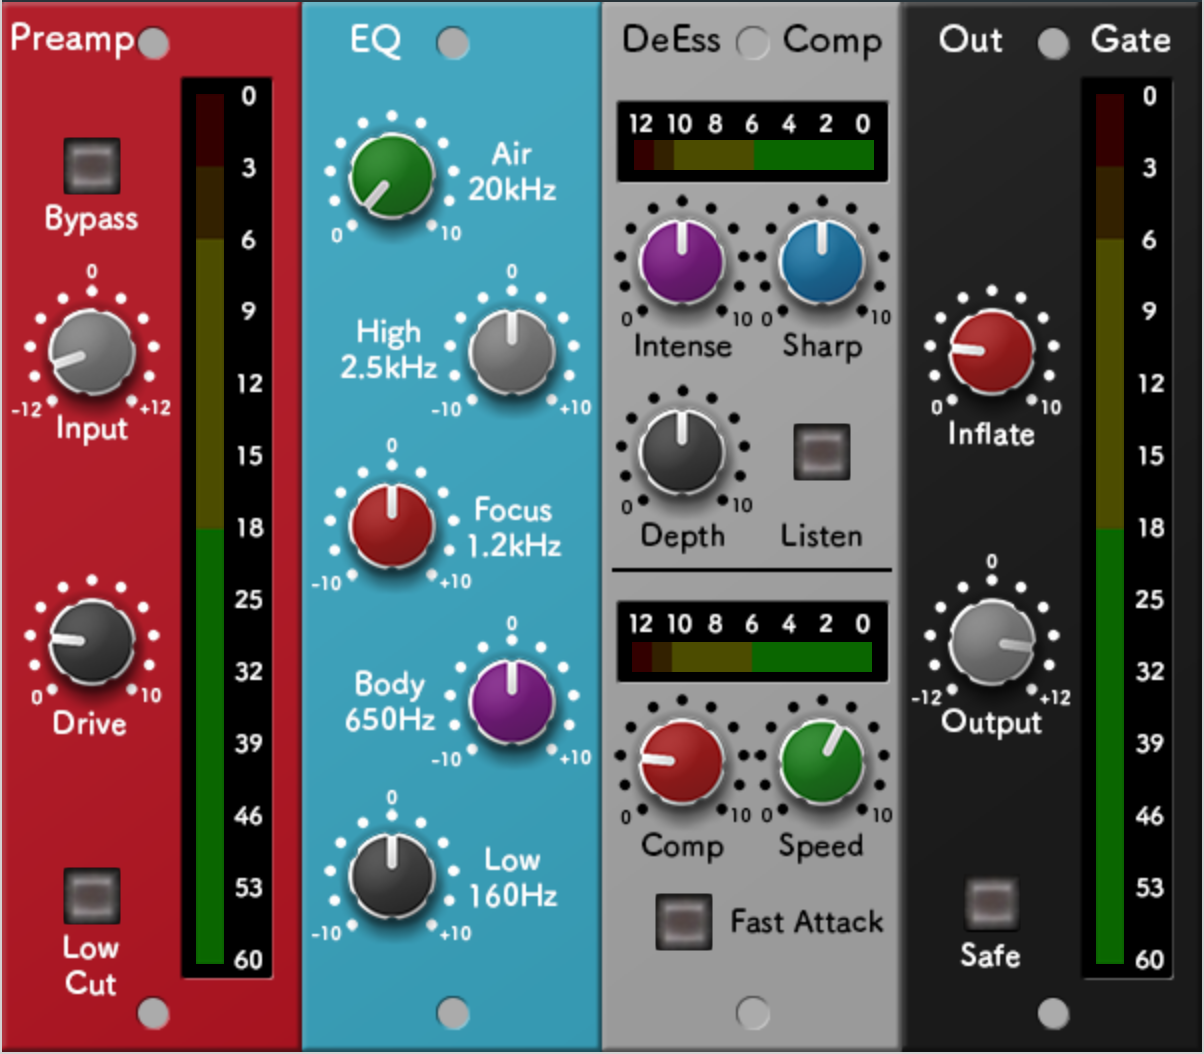 Preamp
0
3
Bypass
6
0
9
12
-12
+12
Input
15
18
25
32
0
10
Drive
39
46
53
Low
Cut
60
EQ
Air
20kHz
0
10
0
High
2.5kHz
-10
+10
0
Focus
1.2kHz
-10
+10
0
Body
650Hz
-10
+10
0
Low
160Hz
-10
+10
DeEss
Comp
12 10 8 6 4 2 0
0
10
0
10
Intense
Sharp
0
10
Depth
Listen
12 10 8 6 4 2 0
0
10
0
10
Comp
Speed
Fast Attack
Out
Gate
0
3
6
9
12
0
10
Inflate
15
18
0
25
32
-12
+12
Output
39
46
53
Safe
60